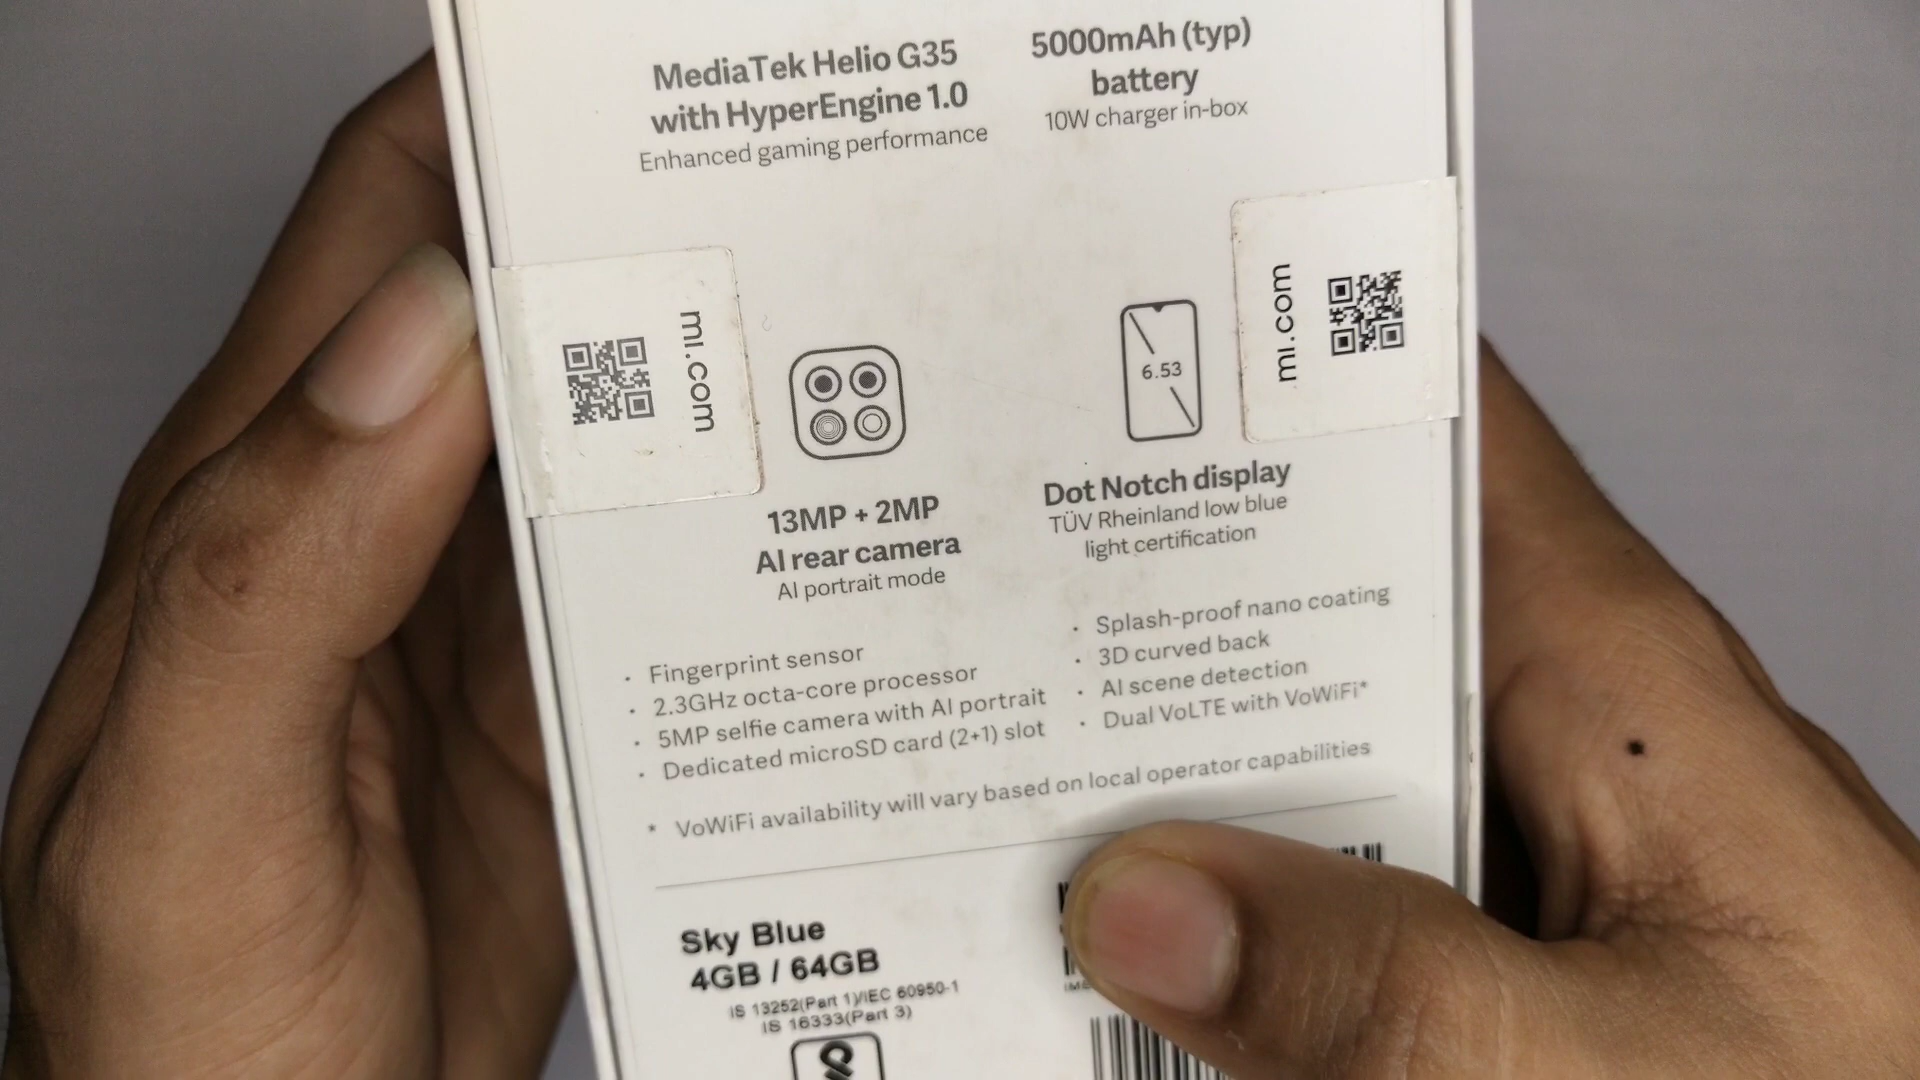 MediaTek Helio G35
with HyperEngine 1.0
Enhanced gaming performance
5000mAh (typ)
battery
10W charger in-box
mi.com
mi.com
6.53
13MP + 2MP
AI rear camera
AI portrait mode
Dot Notch display
TÜV Rheinland low blue
light certification
· Fingerprint sensor
· 2.3GHz octa-core processor
· 5MP selfie camera with AI portrait
· Dedicated microSD card (2+1) slot
· Splash-proof nano coating
· 3D curved back
· AI scene detection
· Dual VoLTE with VoWiFi*
* VoWiFi availability will vary based on local operator capabilities
Sky Blue
4GB / 64GB
IS 13252(Part 1)/IEC 60950-1
IS 16333(Part 3)